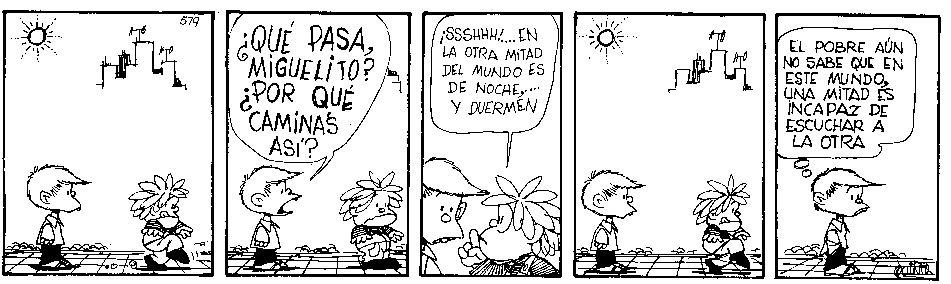 579
¿QUÉ PASA,
MIGUELITO?
¿POR QUÉ
CAMINAS
ASÍ?
¡SSSHHH!...EN
LA OTRA MITAD
DEL MUNDO ES
DE NOCHE,....
Y DUERMEN
EL POBRE AÚN
NO SABE QUE EN
ESTE MUNDO,
UNA MITAD ES
INCAPAZ DE
ESCUCHAR A
LA OTRA
QUINO